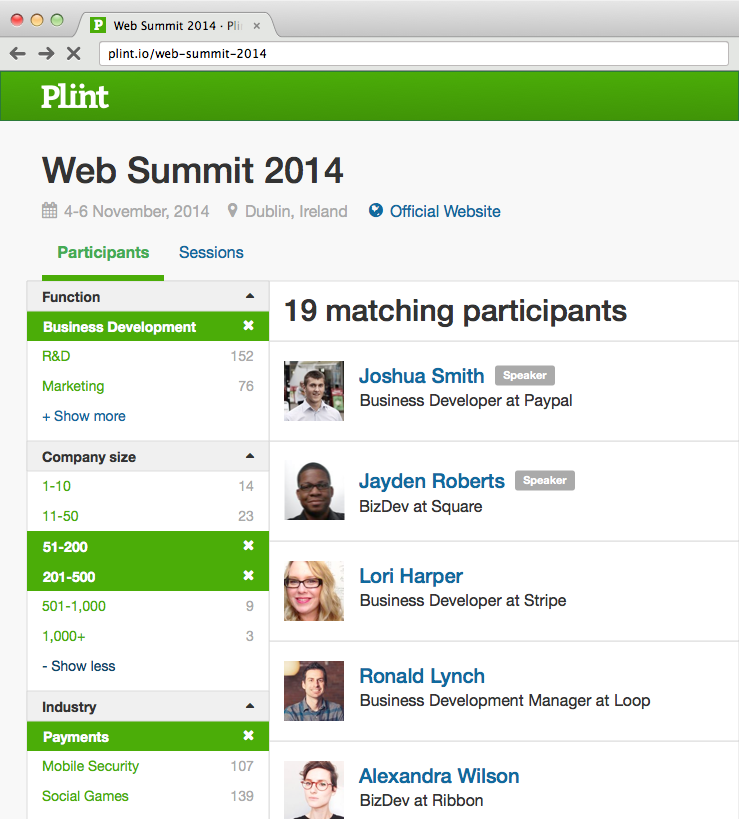 Web Summit 2014 · Pli
plint.io/web-summit-2014
Plint
Web Summit 2014
4-6 November, 2014 Dublin, Ireland Official Website
Participants Sessions
Function
Business Development
R&D 152
Marketing 76
+ Show more
Company size
1-10 14
11-50 23
51-200
201-500
501-1,000 9
1,000+ 3
- Show less
Industry
Payments
Mobile Security 107
Social Games 139
19 matching participants
Joshua Smith Speaker
Business Developer at Paypal
Jayden Roberts Speaker
BizDev at Square
Lori Harper
Business Developer at Stripe
Ronald Lynch
Business Development Manager at Loop
Alexandra Wilson
BizDev at Ribbon